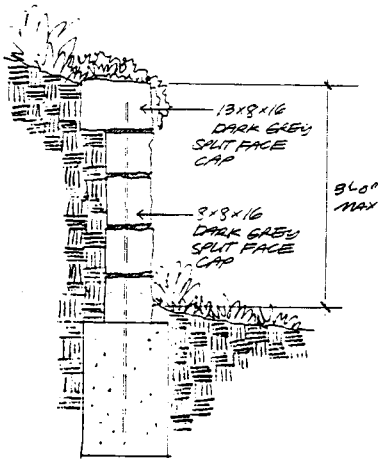 13x8x16
DARK GREY
SPLIT FACE
CAP
8x8x16
DARK GREY
SPLIT FACE
CAP
3'-0"
MAX